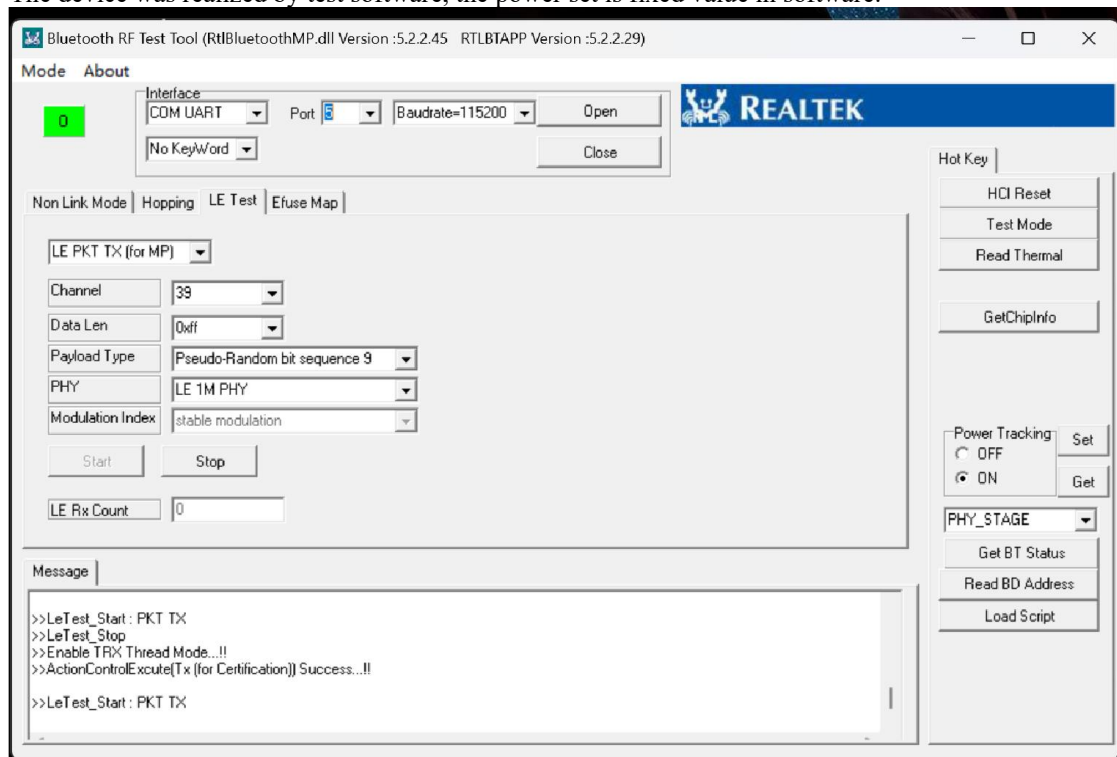 The device was realized by test software, the power set is fixed value in software.
Bluetooth RF Test Tool (RtlBluetoothMP.dll Version :5.2.2.45 RTLBTAPP Version :5.2.2.29)
Mode About
Interface
0
COM UART Port 5 Baudrate=115200 Open
REALTEK
No KeyWord Close
Hot Key
HCI Reset
Non Link Mode Hopping LE Test Efuse Map
Test Mode
LE PKT TX (for MP)
Read Thermal
Channel 39
GetChipInfo
Data Len 0xff
Payload Type Pseudo-Random bit sequence 9
PHY LE 1M PHY
Modulation Index stable modulation
Power Tracking Set
OFF
Start Stop
ON Get
LE Rx Count 0
PHY_STAGE
Get BT Status
Message
Read BD Address
Load Script
>>LeTest_Start : PKT TX
>>LeTest_Stop
>>Enable TRX Thread Mode...!!
>>ActionControlExcute(Tx (for Certification)) Success...!!
>>LeTest_Start : PKT TX